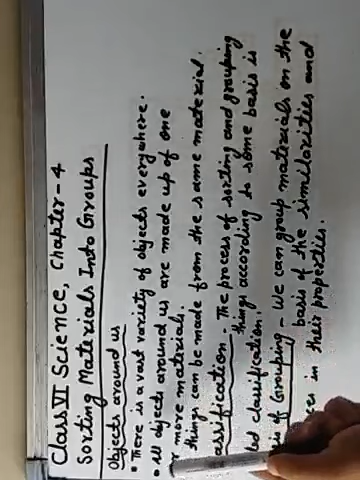 Class VI Science, Chapter-4
Sorting Materials Into Groups
Objects around us
• There is a vast variety of objects everywhere.
• All objects around us are made up of one
or more materials.
things can be made from the same material.
assification - The process of sorting and grouping
things according to some basis is
led classification.
is of Grouping - We can group materials on the
basis of the similarities and
ces in their properties.